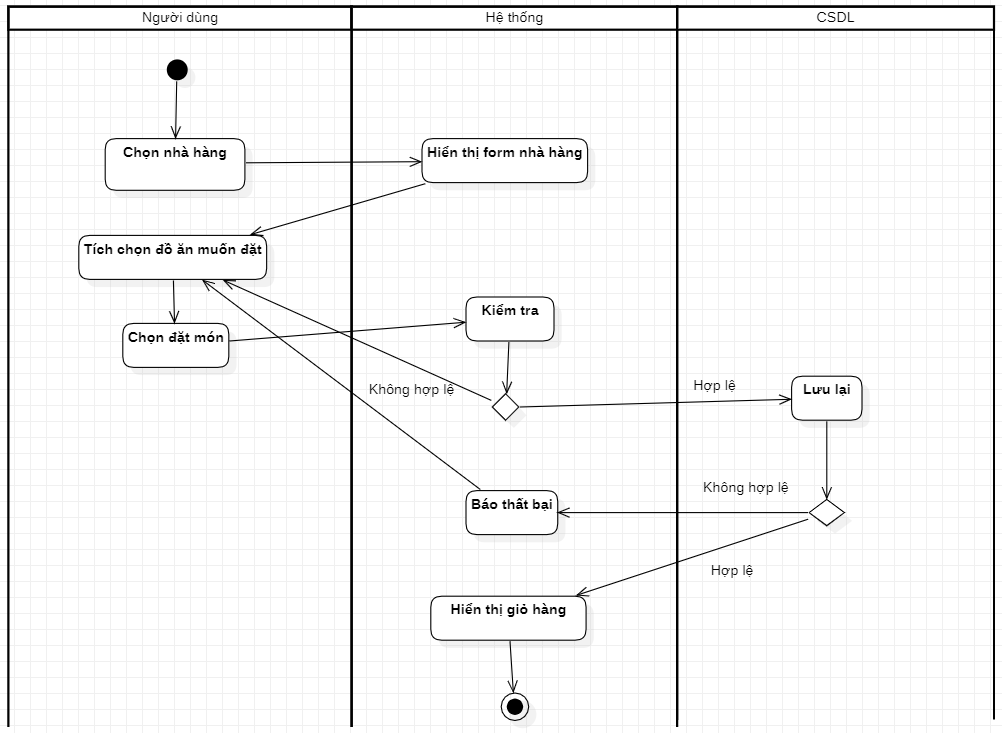 Người dùng
Hệ thống
CSDL
Chọn nhà hàng
Hiển thị form nhà hàng
Tích chọn đồ ăn muốn đặt
Kiểm tra
Chọn đặt món
Không hợp lệ
Hợp lệ
Lưu lại
Không hợp lệ
Báo thất bại
Hợp lệ
Hiển thị giỏ hàng